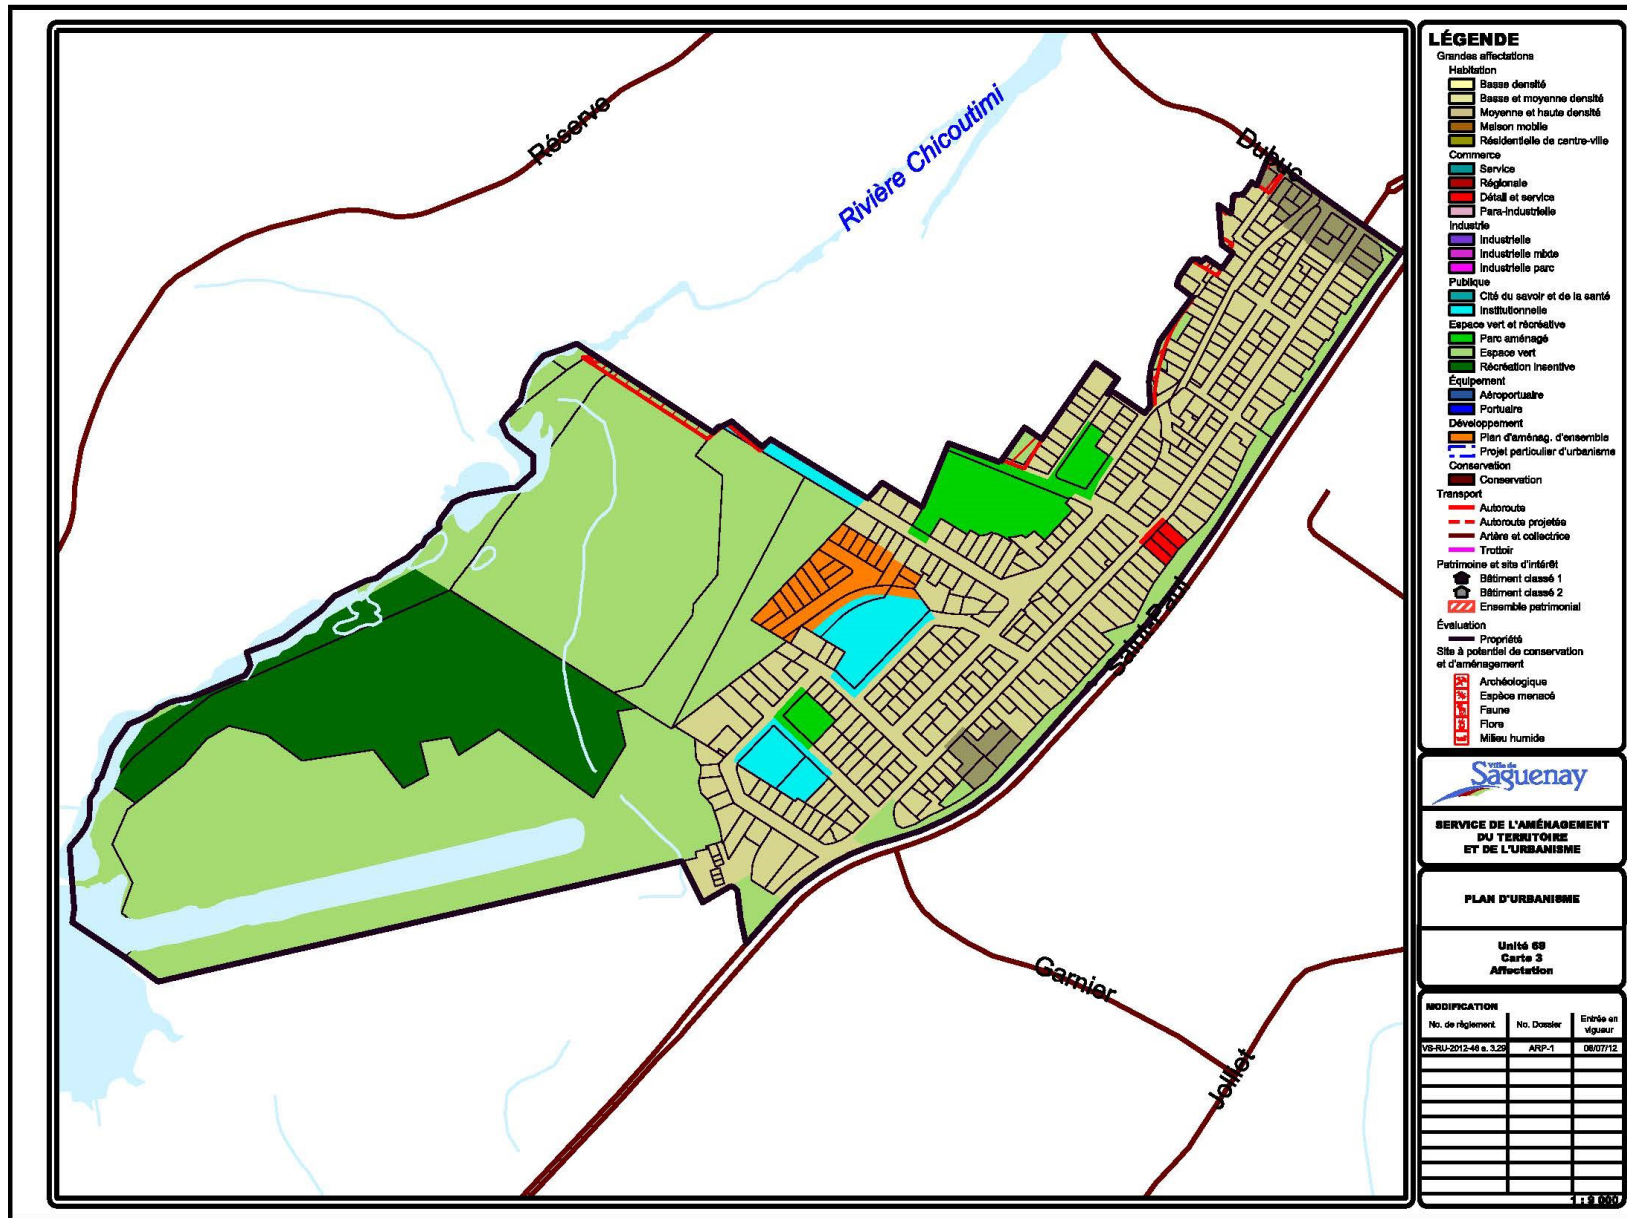 Réserve
Rivière Chicoutimi
Dubuc
Saint-Paul
Garnier
Jolliet
LÉGENDE
Grandes affectations
Habitation
Basse densité
Basse et moyenne densité
Moyenne et haute densité
Maison mobile
Résidentielle de centre-ville
Commerce
Service
Régionale
Détail et service
Para-industrielle
Industrie
Industrielle
Industrielle mixte
Industrielle parc
Publique
Cité du savoir et de la santé
Institutionnelle
Espace vert et récréative
Parc aménagé
Espace vert
Récréation insentive
Équipement
Aéroportuaire
Portuaire
Développement
Plan d'aménag. d'ensemble
Projet particulier d'urbanisme
Conservation
Conservation
Transport
Autoroute
Autoroute projetée
Artère et collectrice
Trottoir
Patrimoine et site d'intérêt
Bâtiment classé 1
Bâtiment classé 2
Ensemble patrimonial
Évaluation
Propriété
Site à potentiel de conservation
et d'aménagement
Archéologique
Espèce menacé
Faune
Flore
Milieu humide
Ville de
Saguenay
SERVICE DE L'AMÉNAGEMENT
DU TERRITOIRE
ET DE L'URBANISME
PLAN D'URBANISME
Unité 69
Carte 3
Affectation
MODIFICATION
No. de règlement No. Dossier Entrée en vigueur
VS-RU-2012-46 a. 3.29 ARP-1 06/07/12
1 : 9 000